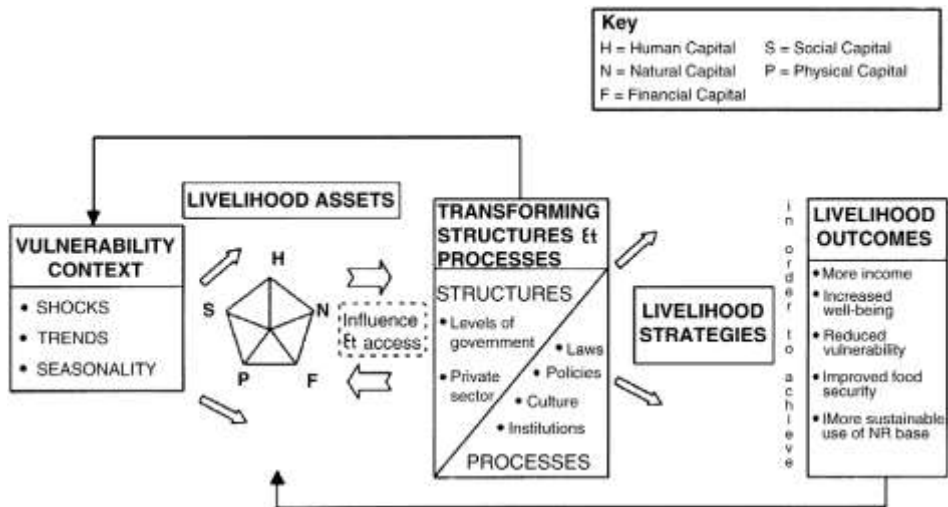 Key
H = Human Capital S = Social Capital
N = Natural Capital P = Physical Capital
F = Financial Capital
LIVELIHOOD ASSETS
VULNERABILITY
CONTEXT
• SHOCKS
• TRENDS
• SEASONALITY
H
S
N
P
F
Influence
& access
TRANSFORMING
STRUCTURES &
PROCESSES
STRUCTURES
• Levels of
government
• Private
sector
• Laws
• Policies
• Culture
• Institutions
PROCESSES
LIVELIHOOD
STRATEGIES
in order to achieve
LIVELIHOOD
OUTCOMES
• More income
• Increased
well-being
• Reduced
vulnerability
• Improved food
security
• IMore sustainable
use of NR base